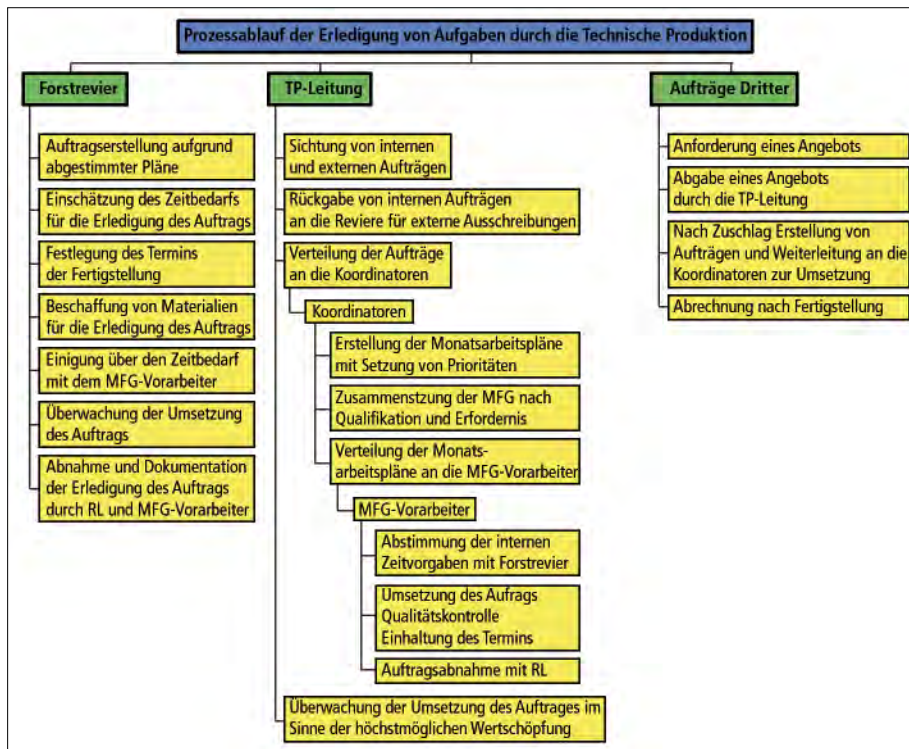 Prozessablauf der Erledigung von Aufgaben durch die Technische Produktion
Forstrevier
Auftragserstellung aufgrund
abgestimmter Pläne
Einschätzung des Zeitbedarfs
für die Erledigung des Auftrags
Festlegung des Termins
der Fertigstellung
Beschaffung von Materialien
für die Erledigung des Auftrags
Einigung über den Zeitbedarf
mit dem MFG-Vorarbeiter
Überwachung der Umsetzung
des Auftrags
Abnahme und Dokumentation
der Erledigung des Auftrags
durch RL und MFG-Vorarbeiter
TP-Leitung
Sichtung von internen
und externen Aufträgen
Rückgabe von internen Aufträgen
an die Reviere für externe Ausschreibungen
Verteilung der Aufträge
an die Koordinatoren
Koordinatoren
Erstellung der Monatsarbeitspläne
mit Setzung von Prioritäten
Zusammenstzung der MFG nach
Qualifikation und Erfordernis
Verteilung der Monats-
arbeitspläne an die MFG-Vorarbeiter
MFG-Vorarbeiter
Abstimmung der internen
Zeitvorgaben mit Forstrevier
Umsetzung des Aufrags
Qualitätskontrolle
Einhaltung des Termins
Auftragsabnahme mit RL
Überwachung der Umsetzung des Auftrages im
Sinne der höchstmöglichen Wertschöpfung
Aufträge Dritter
Anforderung eines Angebots
Abgabe eines Angebots
durch die TP-Leitung
Nach Zuschlag Erstellung von
Aufträgen und Weiterleitung an die
Koordinatoren zur Umsetzung
Abrechnung nach Fertigstellung